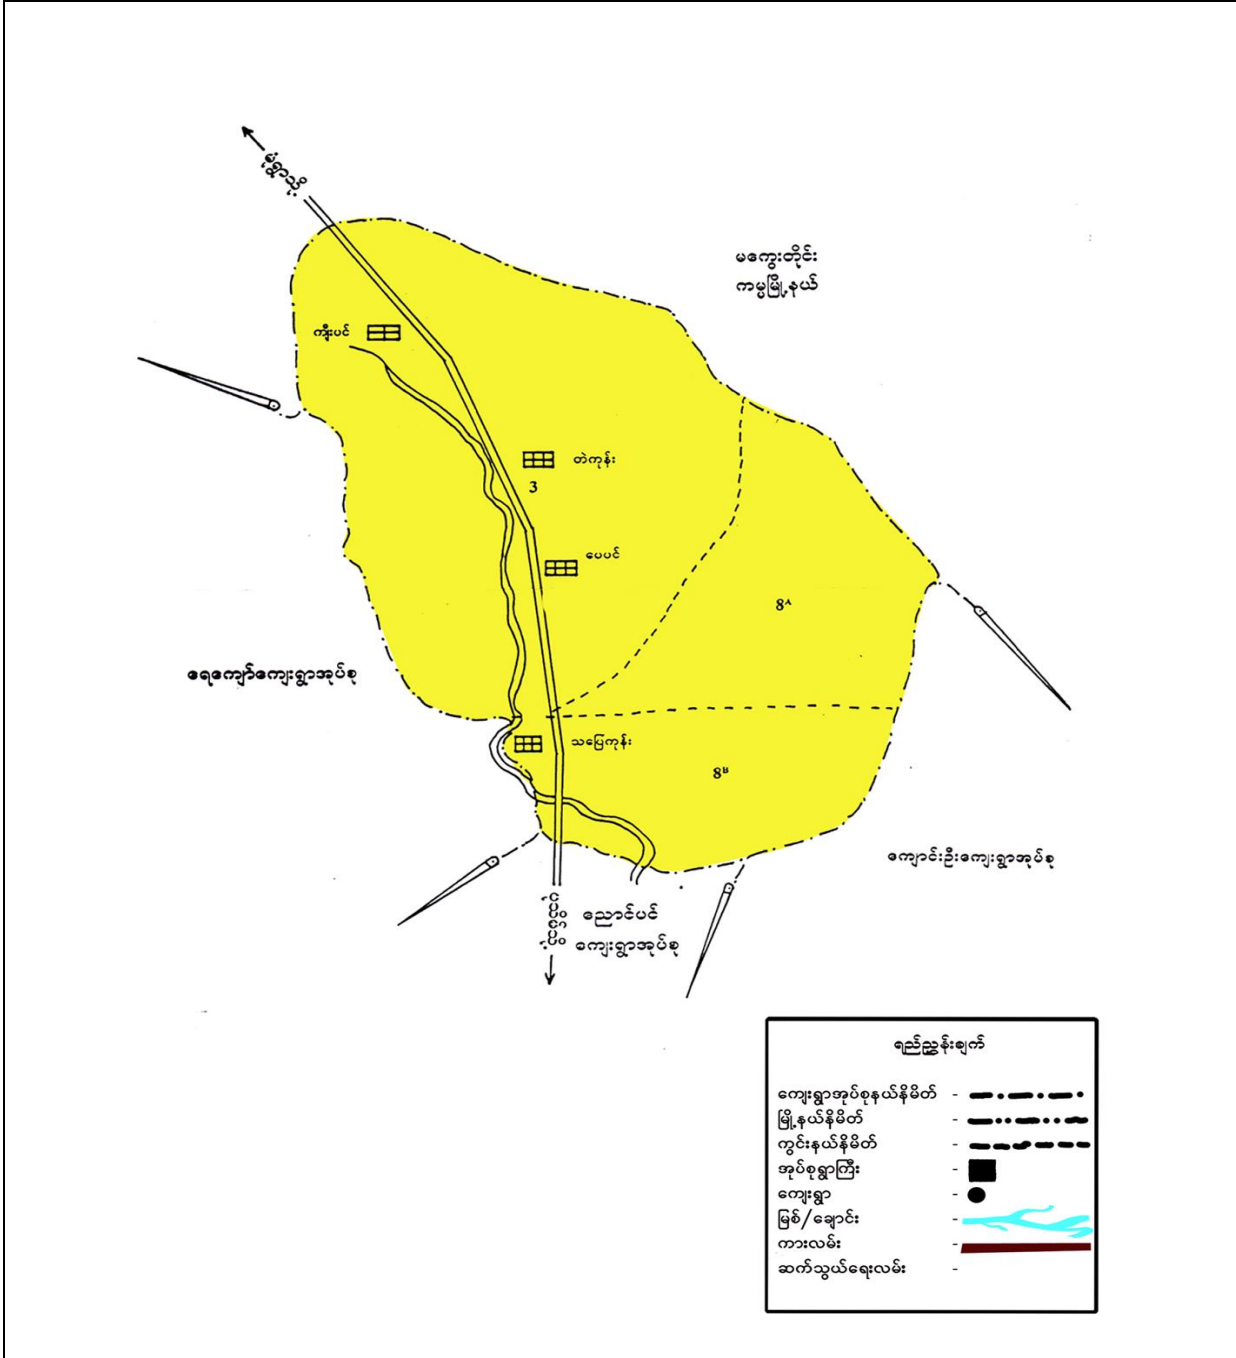 မုံရွာသို့
မကွေးတိုင်း
ကမ္မမြို့နယ်
ကျီးပင်
တဲကုန်း
3
ပေပင်
8ᴬ
ရေကျော်ကျေးရွာအုပ်စု
သပြေကုန်း
8ᴮ
ကျောင်းဦးကျေးရွာအုပ်စု
ညောင်ပင်
ကျေးရွာအုပ်စု
ရည်ညွှန်းချက်
ကျေးရွာအုပ်စုနယ်နိမိတ် -
မြို့နယ်နိမိတ် -
ကွင်းနယ်နိမိတ် -
အုပ်စုရွာကြီး -
ကျေးရွာ -
မြစ်/ချောင်း -
ကားလမ်း -
ဆက်သွယ်ရေးလမ်း -